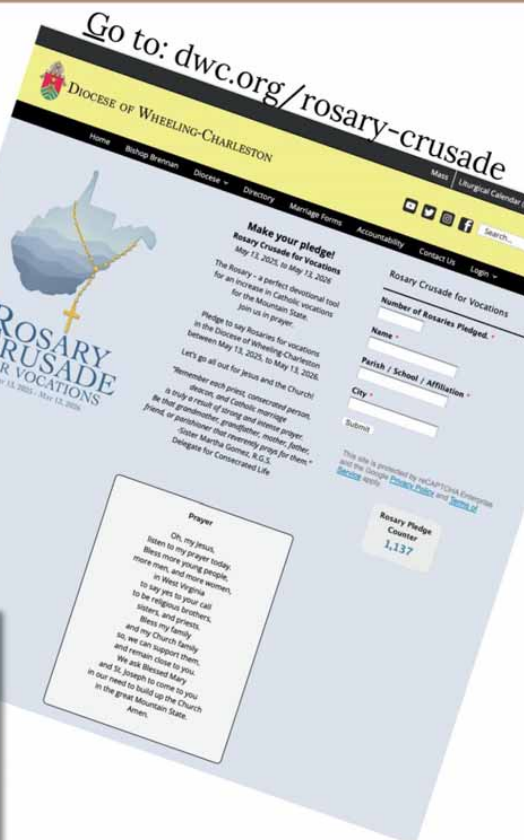 Go to: dwc.org/rosary-crusade
DIOCESE OF WHEELING-CHARLESTON
Mass
Liturgical Calendar
Search...
Home
Bishop Brennan
Diocese
Directory
Marriage Forms
Accountability
Contact Us
Login
ROSARY
CRUSADE
FOR VOCATIONS
May 13, 2025 - May 13, 2026
Make your pledge!
Rosary Crusade for Vocations
May 13, 2025, to May 13, 2026
The Rosary – a perfect devotional tool
for an increase in Catholic vocations
for the Mountain State.
Join us in prayer.
Pledge to say Rosaries for vocations
in the Diocese of Wheeling-Charleston
between May 13, 2025, to May 13, 2026.
Let's go all out for Jesus and the Church!
"Remember each priest, consecrated person,
deacon, and Catholic marriage
is truly a result of strong and intense prayer.
Be that grandmother, grandfather, mother, father,
friend, or parishioner that reverently prays for them."
-Sister Martha Gomez, R.G.S.
Delegate for Consecrated Life
Rosary Crusade for Vocations
Number of Rosaries Pledged. *
Name *
Parish / School / Affiliation *
City *
Submit
This site is protected by reCAPTCHA Enterprise
and the Google Privacy Policy and Terms of
Service apply.
Rosary Pledge
Counter
1,137
Prayer
Oh, my Jesus,
listen to my prayer today.
Bless more young people,
more men, and more women,
in West Virginia
to say yes to your call
to be religious brothers,
sisters, and priests.
Bless my family
and my Church family
so, we can support them,
and remain close to you.
We ask Blessed Mary
and St. Joseph to come to you
in our need to build up the Church
in the great Mountain State.
Amen.